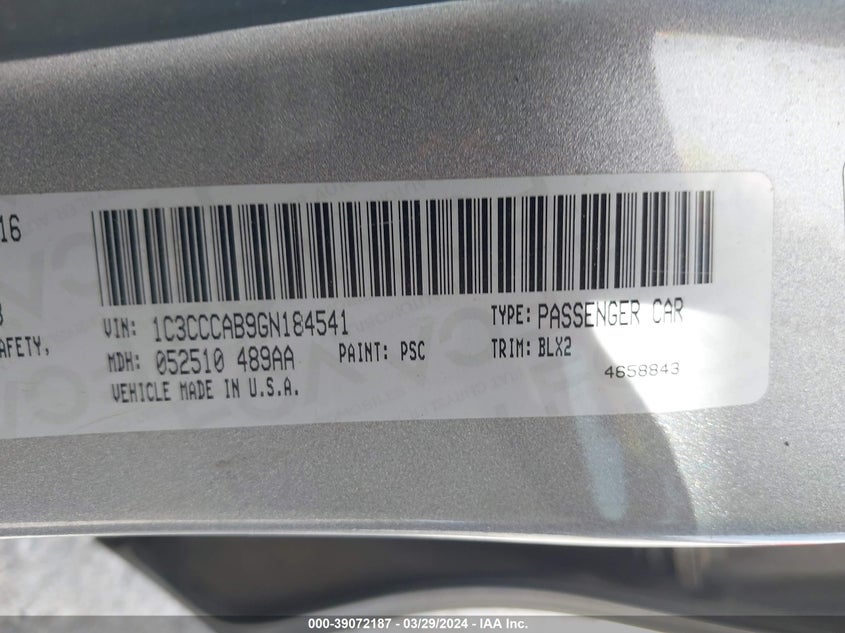 16
VIN: 1C3CCCAB9GN184541
TYPE: PASSENGER CAR
AFETY,
MDH: 052510 489AA
PAINT: PSC
TRIM: BLX2
4658843
VEHICLE MADE IN U.S.A.
000-39072187 — 03/29/2024 — IAA Inc.